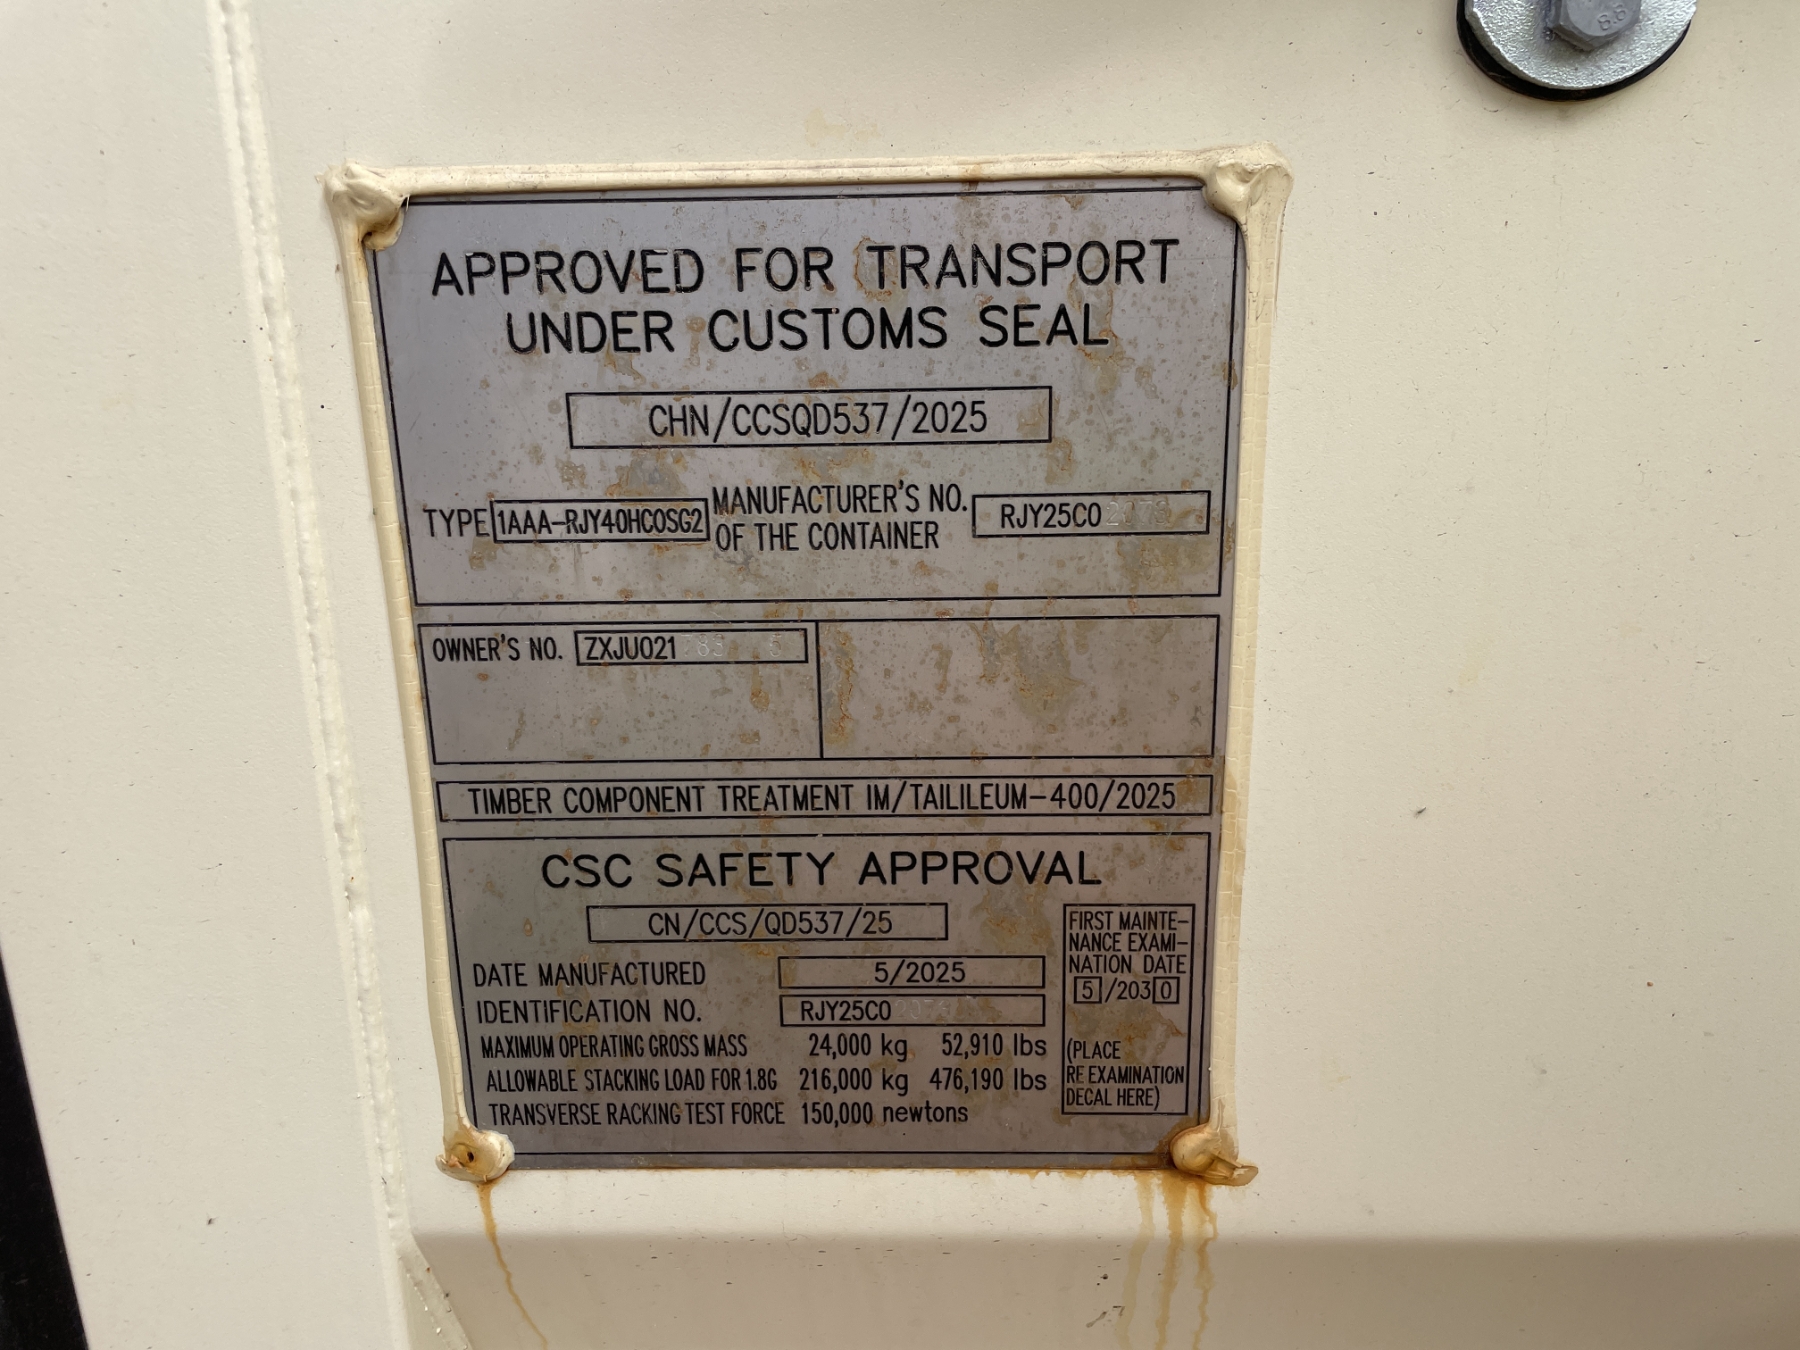 8.8
APPROVED FOR TRANSPORT
UNDER CUSTOMS SEAL
CHN/CCSQD537/2025
TYPE 1AAA-RJY40HCOSG2 MANUFACTURER'S NO. OF THE CONTAINER RJY25C0
OWNER'S NO. ZXJU021
TIMBER COMPONENT TREATMENT IM/TAILILEUM-400/2025
CSC SAFETY APPROVAL
CN/CCS/QD537/25
DATE MANUFACTURED 5/2025
IDENTIFICATION NO. RJY25C0
MAXIMUM OPERATING GROSS MASS 24,000 kg 52,910 lbs
ALLOWABLE STACKING LOAD FOR 1.8G 216,000 kg 476,190 lbs
TRANSVERSE RACKING TEST FORCE 150,000 newtons
FIRST MAINTE-
NANCE EXAMI-
NATION DATE
5/2030
(PLACE
RE EXAMINATION
DECAL HERE)